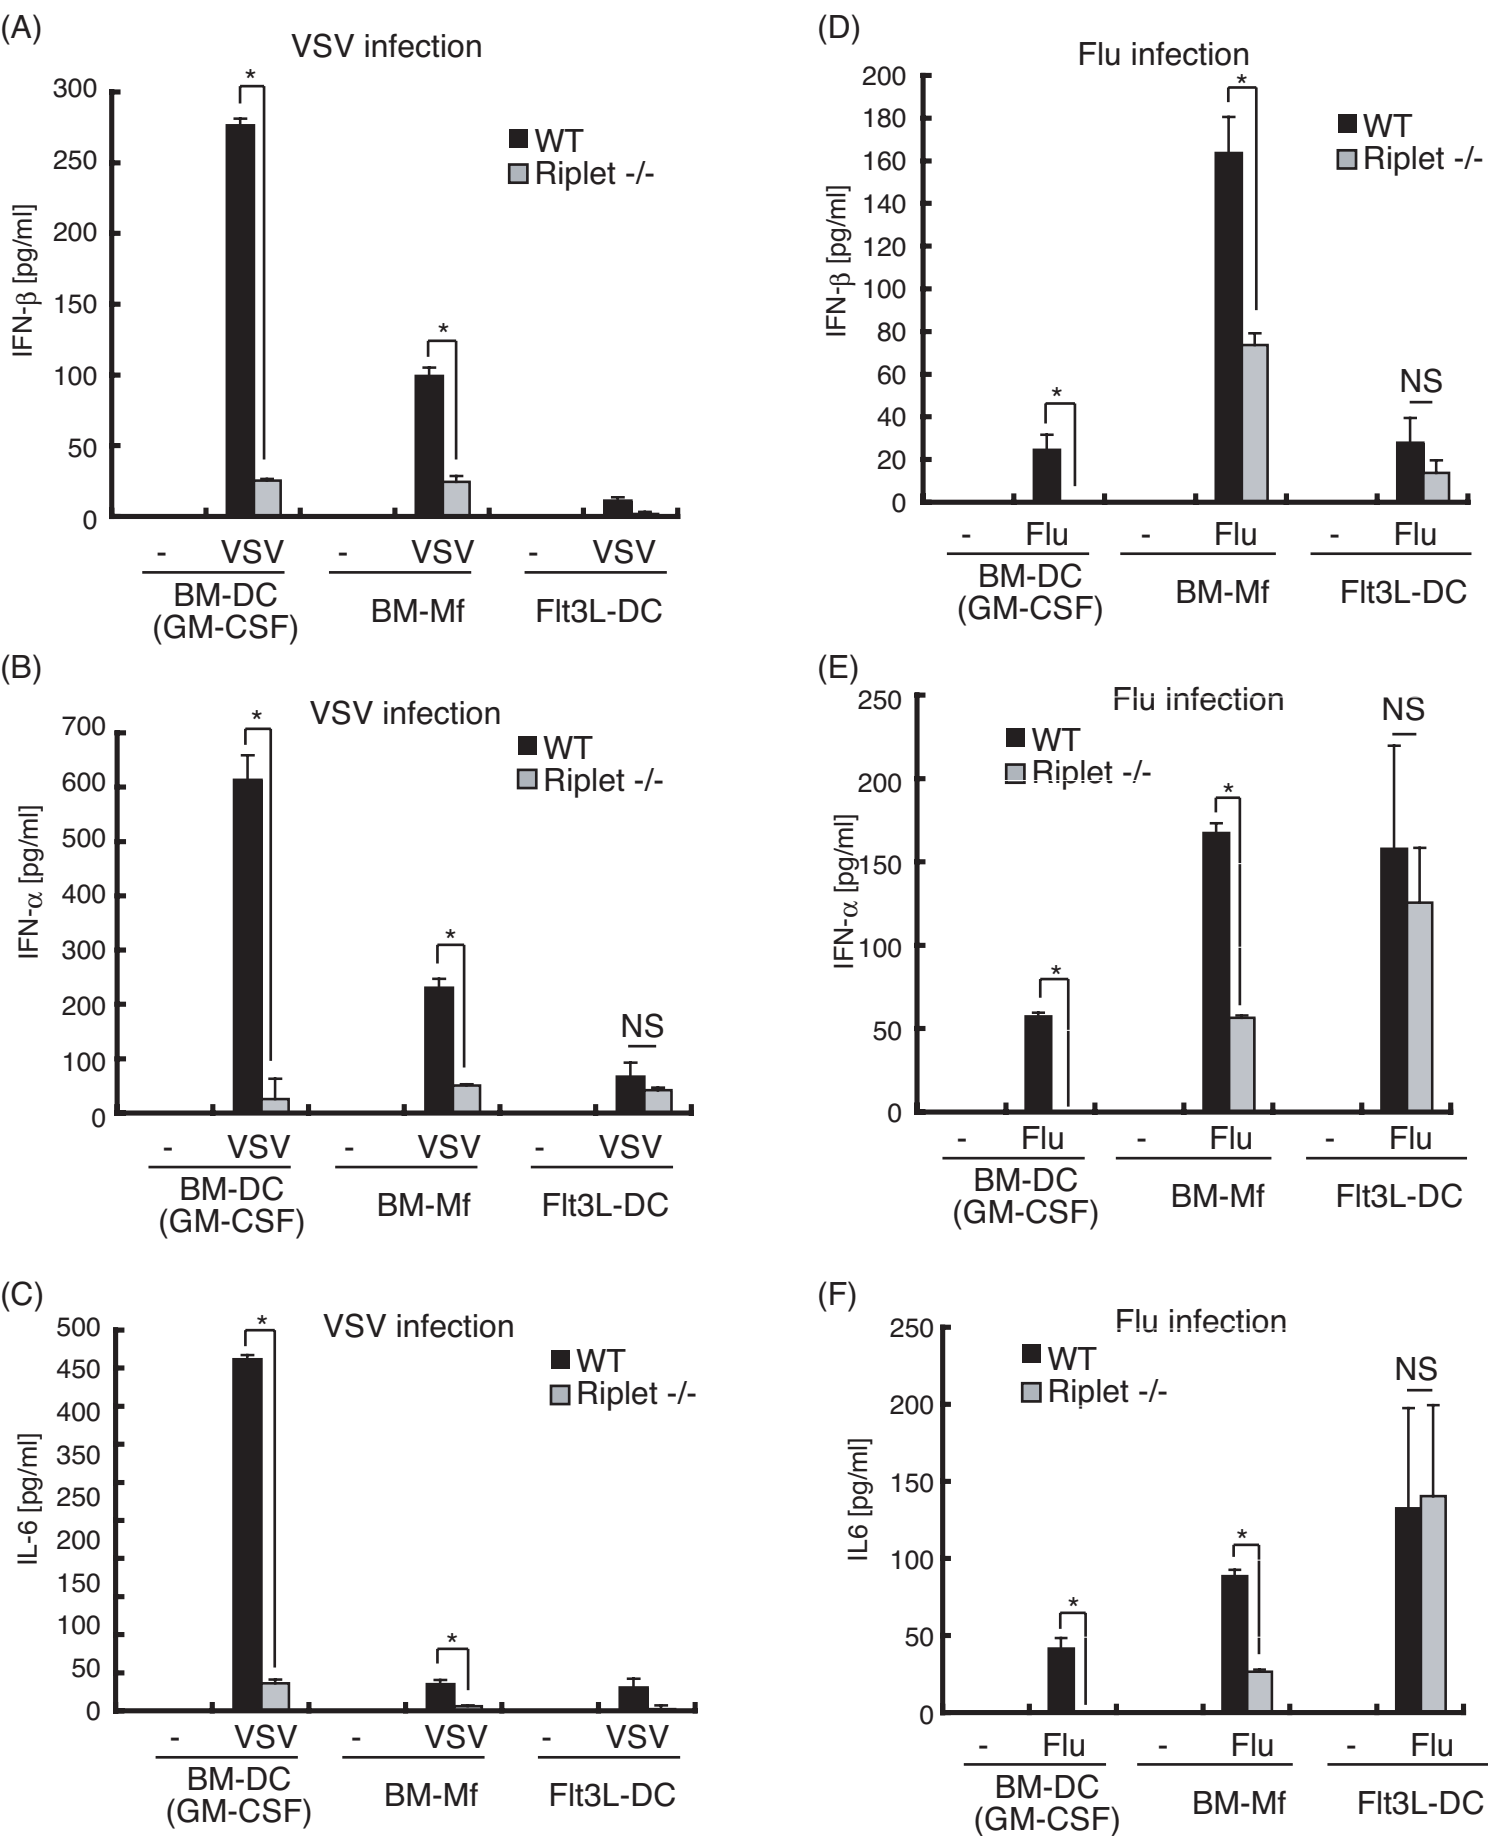 (A)
VSV infection
*
*
WT
Riplet -/-
IFN-β [pg/ml]
300
250
200
150
100
50
0
- VSV - VSV - VSV
BM-DC
(GM-CSF)
BM-Mf
Flt3L-DC
(D)
Flu infection
*
*
NS
WT
Riplet -/-
IFN-β [pg/ml]
200
180
160
140
120
100
80
60
40
20
0
- Flu - Flu - Flu
BM-DC
(GM-CSF)
BM-Mf
Flt3L-DC
(B)
VSV infection
*
*
NS
WT
Riplet -/-
IFN-α [pg/ml]
700
600
500
400
300
200
100
0
- VSV - VSV - VSV
BM-DC
(GM-CSF)
BM-Mf
Flt3L-DC
(E)
Flu infection
*
*
NS
WT
Riplet -/-
IFN-α [pg/ml]
250
200
150
100
50
0
- Flu - Flu - Flu
BM-DC
(GM-CSF)
BM-Mf
Flt3L-DC
(C)
VSV infection
*
*
WT
Riplet -/-
IL-6 [pg/ml]
500
450
400
350
250
200
150
100
50
0
- VSV - VSV - VSV
BM-DC
(GM-CSF)
BM-Mf
Flt3L-DC
(F)
Flu infection
*
*
NS
WT
Riplet -/-
IL6 [pg/ml]
250
200
150
100
50
0
- Flu - Flu - Flu
BM-DC
(GM-CSF)
BM-Mf
Flt3L-DC